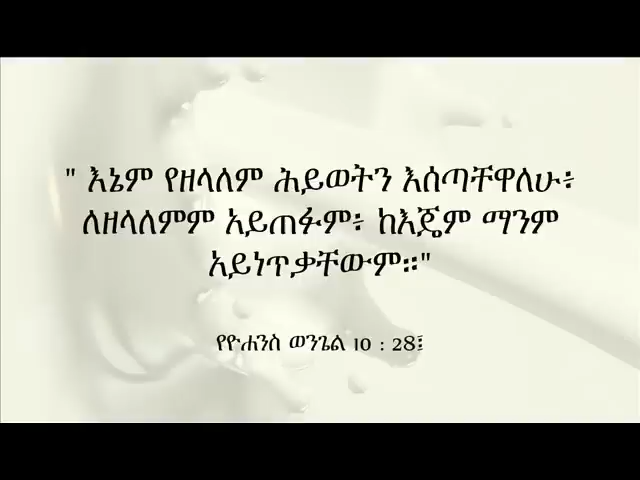 " እኔም የዘላለም ሕይወትን እሰጣቸዋለሁ፥
ለዘላለምም አይጠፉም፥ ከእጄም ማንም
አይነጥቃቸውም።"
የዮሐንስ ወንጌል 10 : 28፤